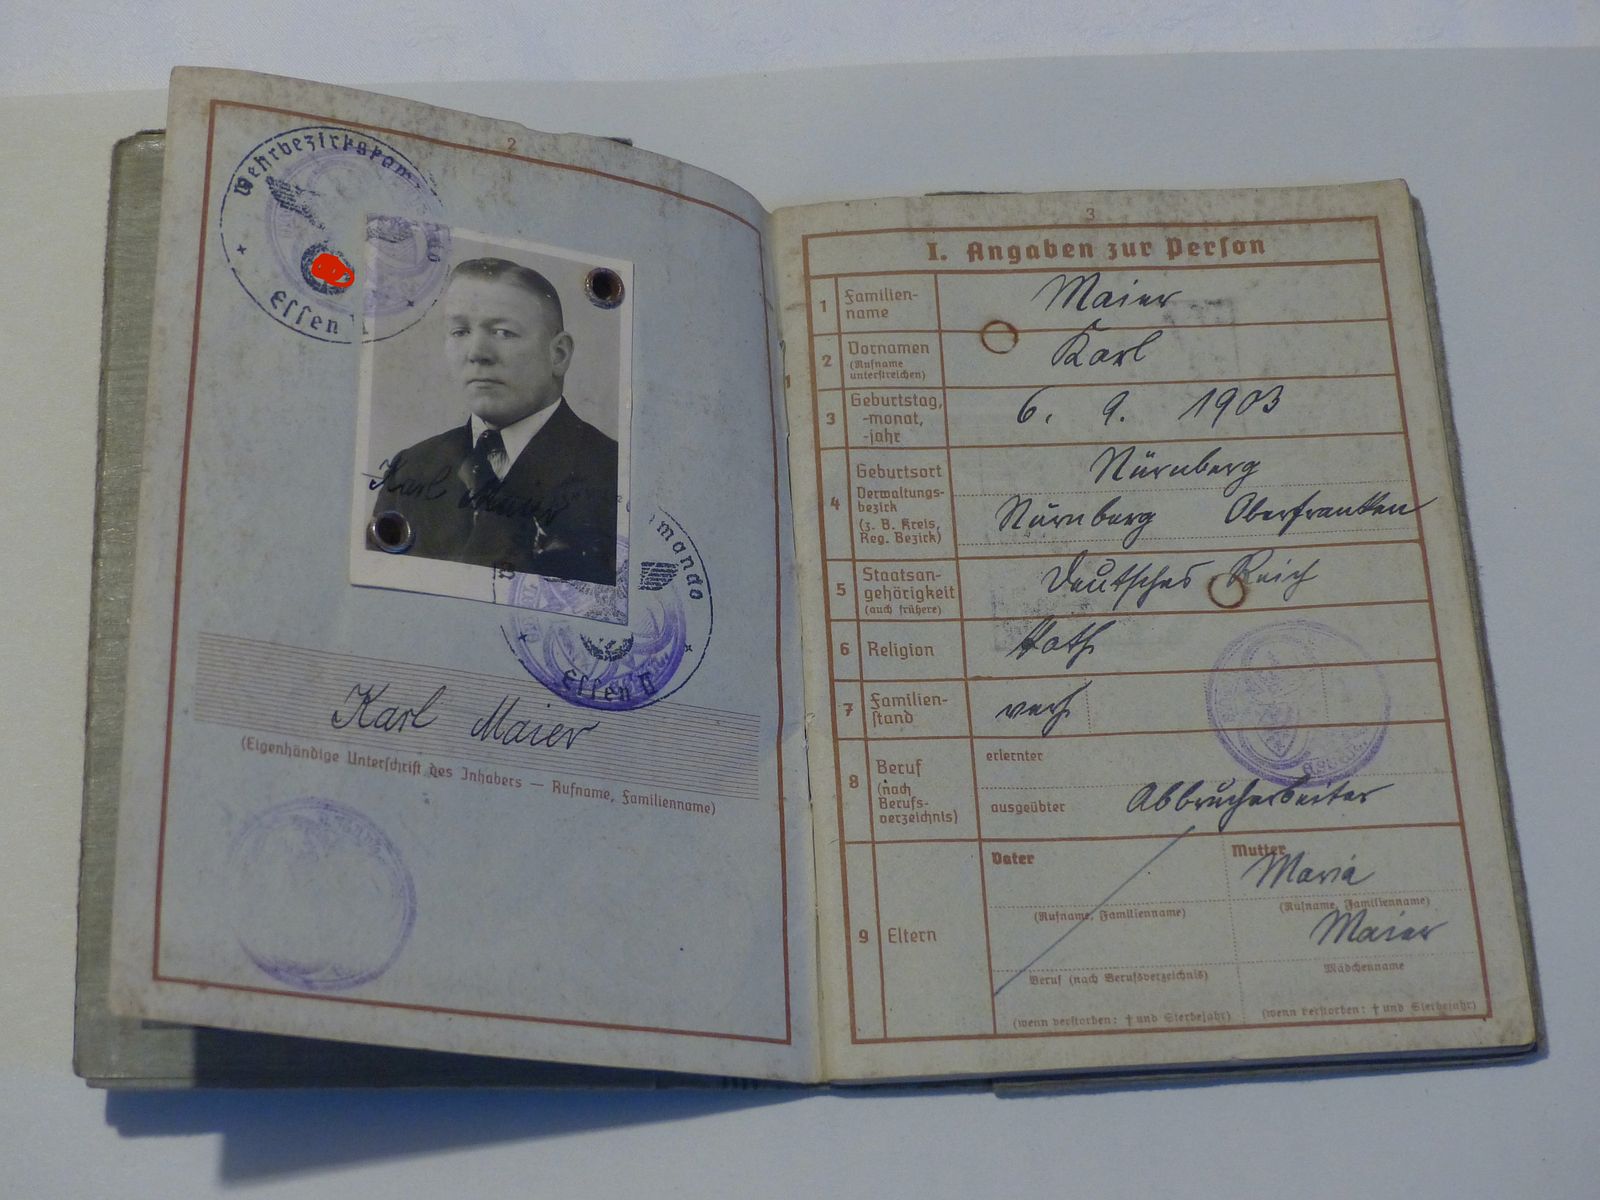 2
Wehrbezirkskommando
Essen I
Karl Maier
mmando
Essen II
Karl Maier
(Eigenhändige Unterschrift des Inhabers — Rufname, Familienname)
3
I. Angaben zur Person
1 Familien-
name
Maier
2 Vornamen
(Rufname
unterstreichen)
Karl
3 Geburtstag,
-monat,
-jahr
6. 9. 1903
4 Geburtsort
Verwaltungs-
bezirk
(z. B. Kreis,
Reg. Bezirk)
Nürnberg
Nürnberg Oberfranken
5 Staatsan-
gehörigkeit
(auch frühere)
Deutsches Reich
6 Religion
kath.
7 Familien-
stand
verh.
8 Beruf
(nach
Berufs-
verzeichnis)
erlernter
ausgeübter Abbrucharbeiter
9 Eltern
Vater
(Rufname, Familienname)
Beruf (nach Berufsverzeichnis)
(wenn verstorben: † und Sterbejahr)
Mutter
Maria
(Rufname, Familienname)
Maier
Mädchenname
(wenn verstorben: † und Sterbejahr)